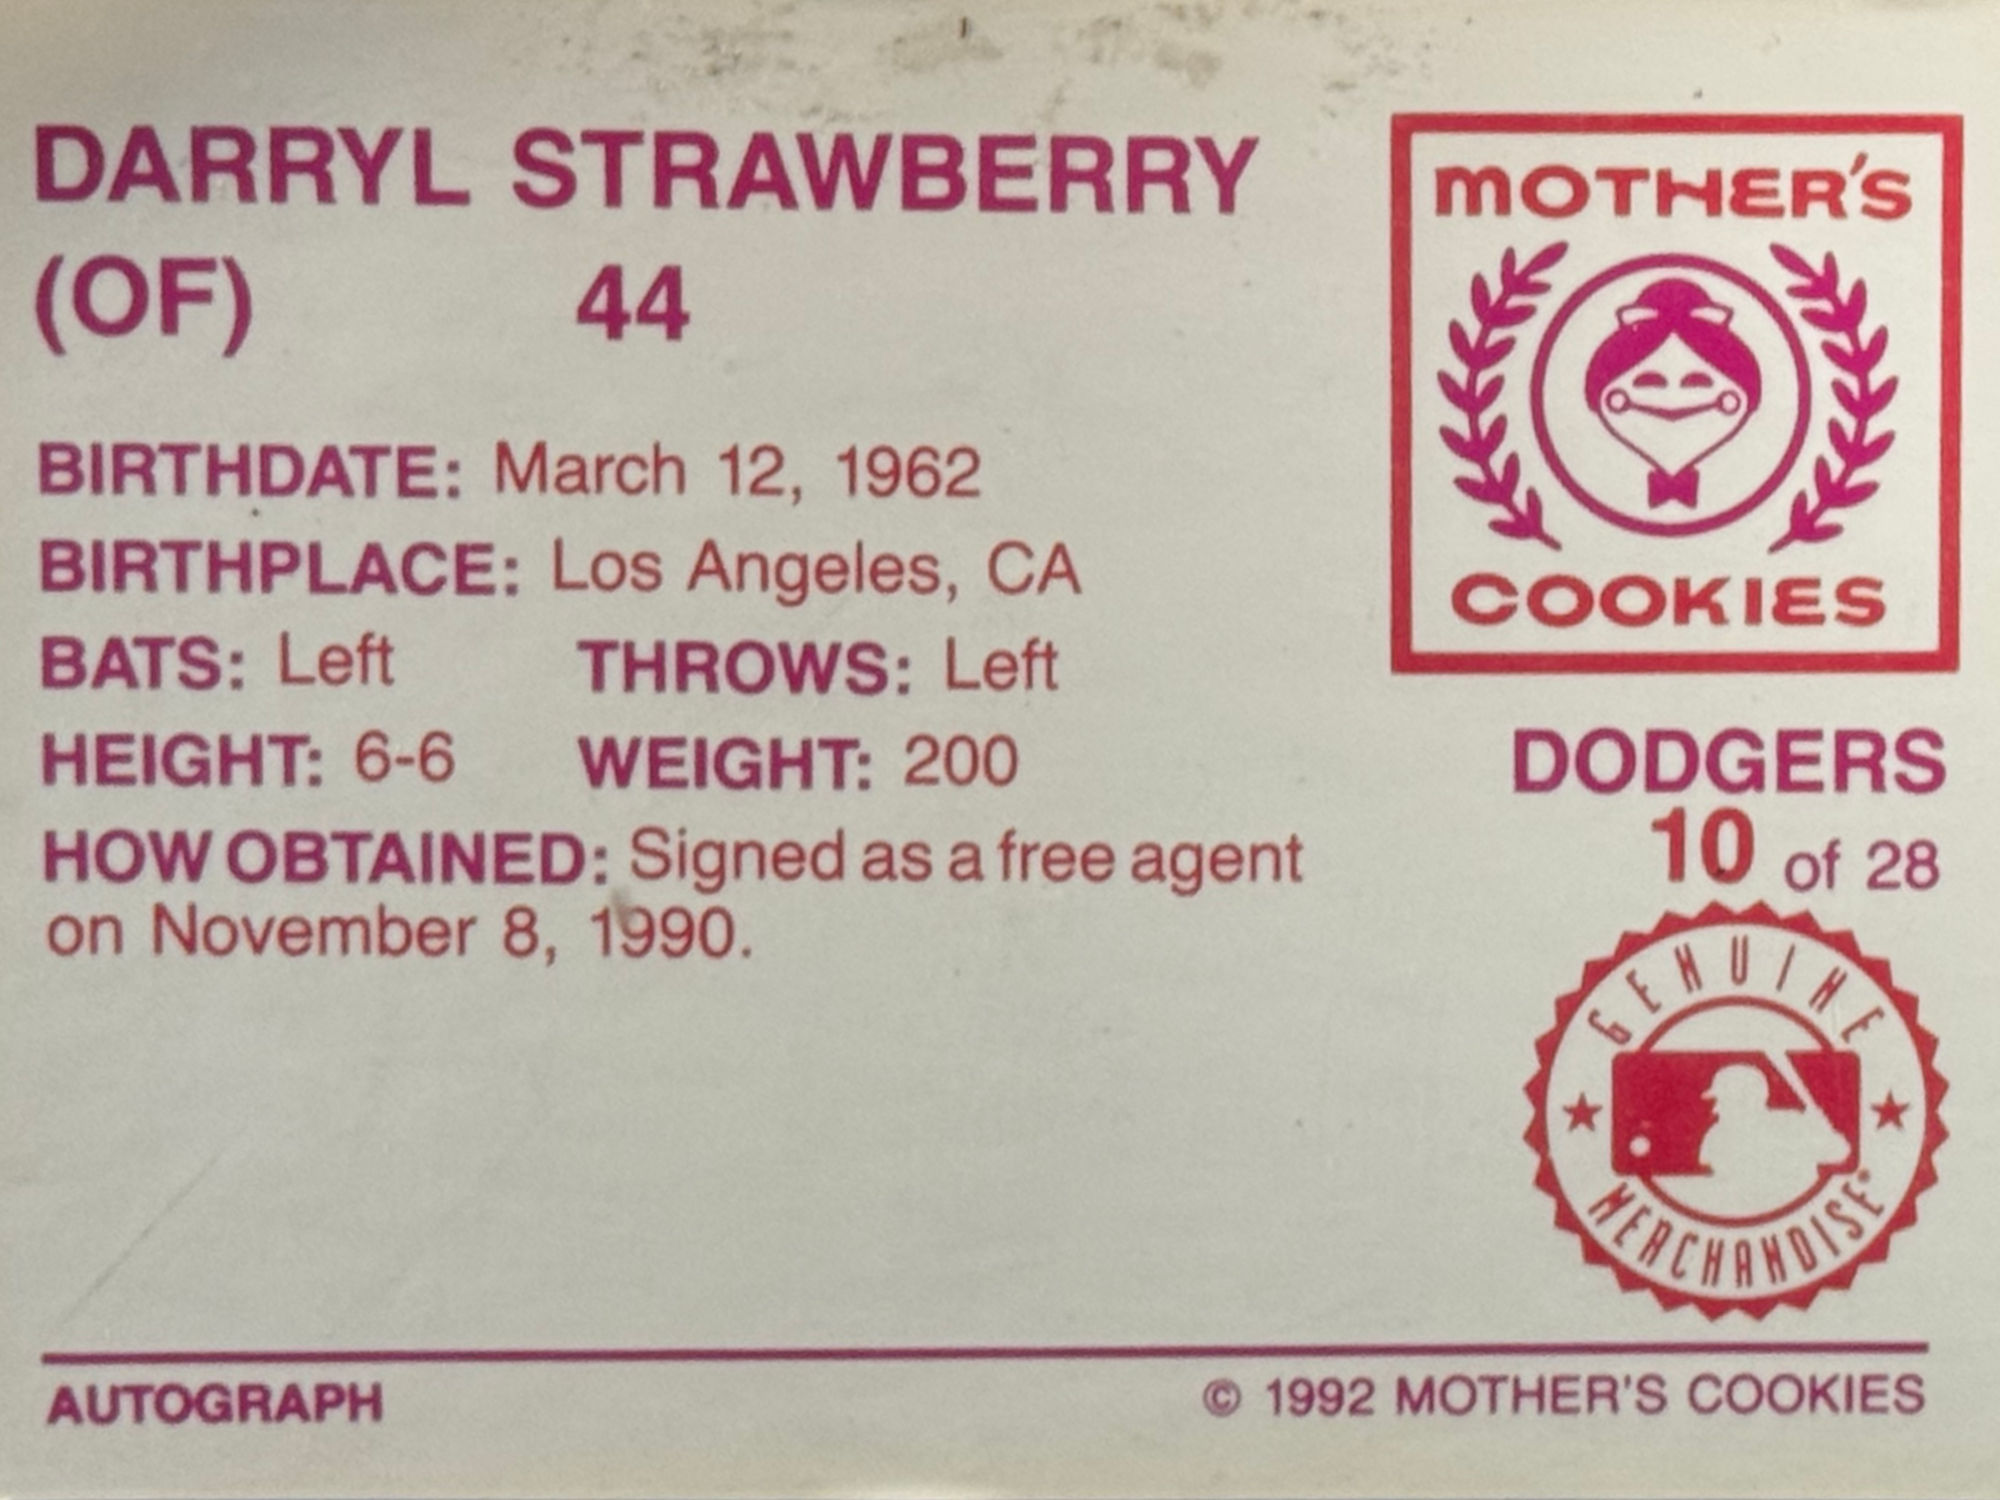 DARRYL STRAWBERRY
(OF) 44
BIRTHDATE: March 12, 1962
BIRTHPLACE: Los Angeles, CA
BATS: Left THROWS: Left
HEIGHT: 6-6 WEIGHT: 200
HOW OBTAINED: Signed as a free agent
on November 8, 1990.
MOTHER'S
COOKIES
DODGERS
10 of 28
GENUINE
MERCHANDISE®
AUTOGRAPH
© 1992 MOTHER'S COOKIES